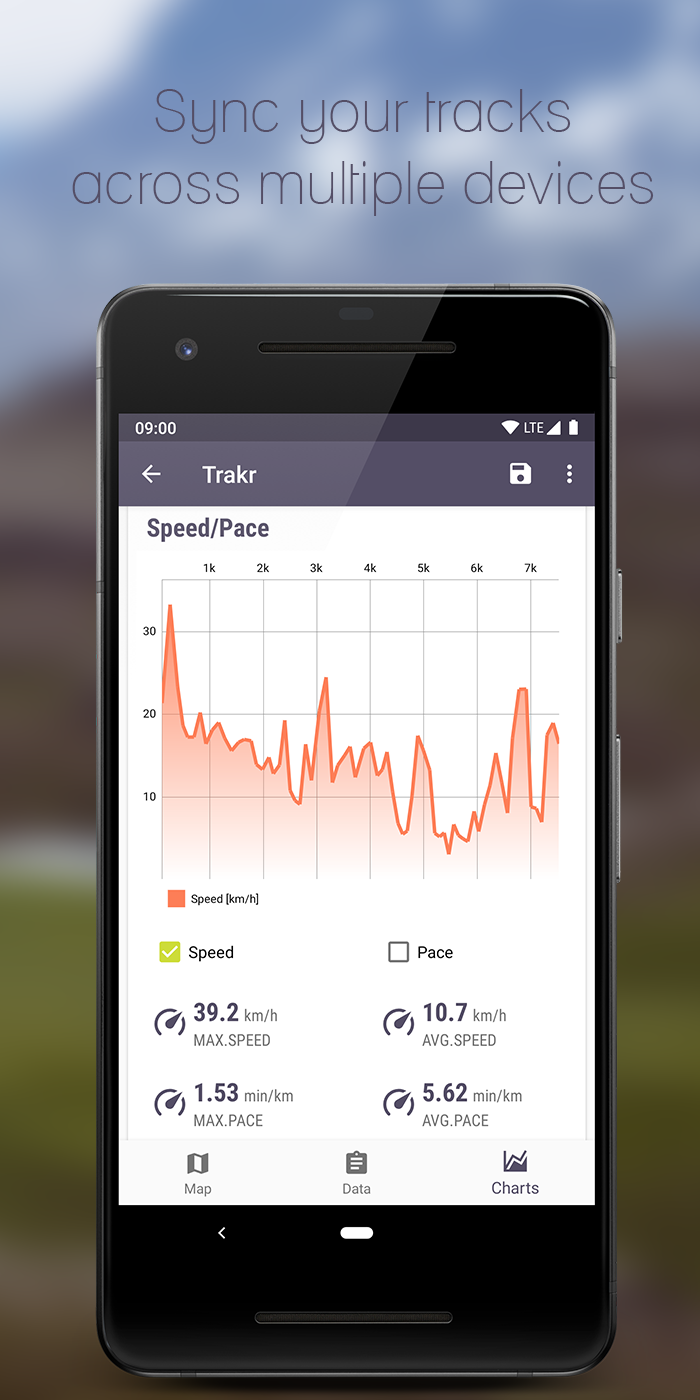 Sync your tracks
across multiple devices
09:00 LTE
Trakr
Speed/Pace
1k 2k 3k 4k 5k 6k 7k
30
20
10
Speed [km/h]
Speed Pace
39.2 km/h 10.7 km/h
MAX.SPEED AVG.SPEED
1.53 min/km 5.62 min/km
MAX.PACE AVG.PACE
Map Data Charts